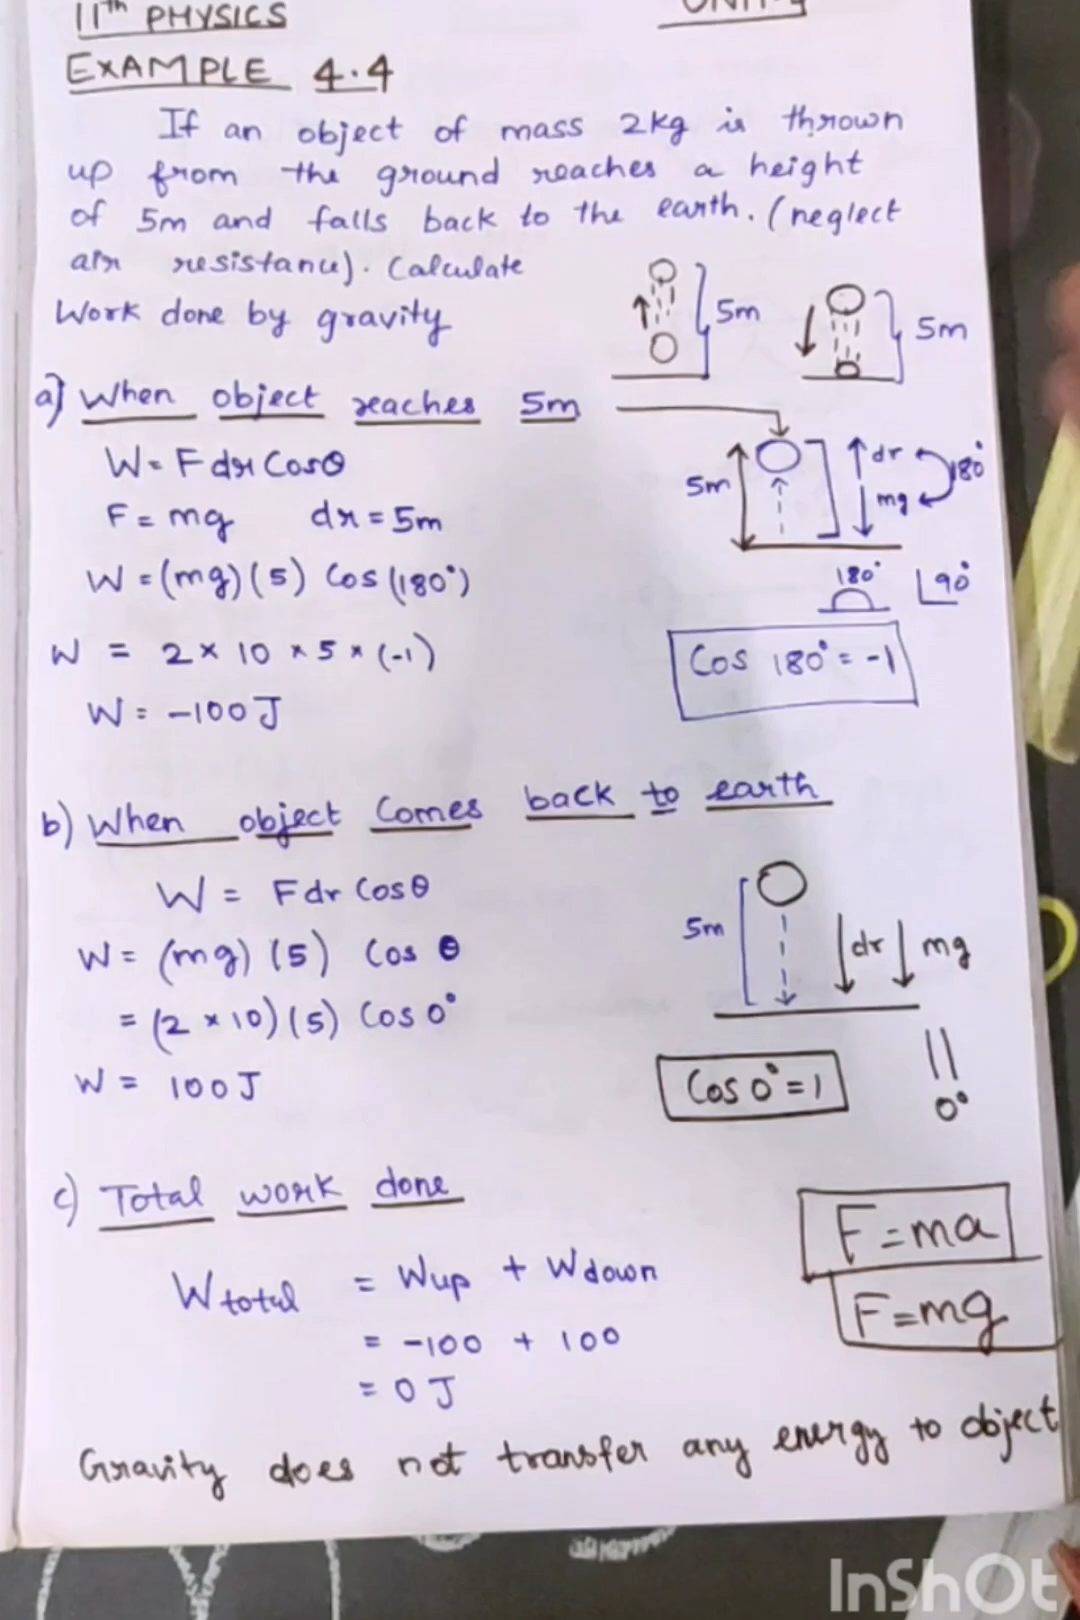 11th PHYSICS
EXAMPLE 4.4
If an object of mass 2kg is thrown
up from the ground reaches a height
of 5m and falls back to the earth. (neglect
air resistance). Calculate
Work done by gravity
5m
5m
a) When object reaches 5m
W = F dr Cosθ
F = mg dr = 5m
W = (mg) (5) Cos (180°)
W = 2 × 10 × 5 × (-1)
W = -100 J
5m
dr
mg
180°
180°
90°
Cos 180° = -1
b) When object Comes back to earth
W = F dr Cos θ
W = (mg) (5) Cos θ
= (2 × 10) (5) Cos 0°
W = 100 J
5m
dr
mg
Cos 0° = 1
0°
c) Total work done
W total = Wup + Wdown
= -100 + 100
= 0 J
F = ma
F = mg
Gravity does not transfer any energy to object
InShOt